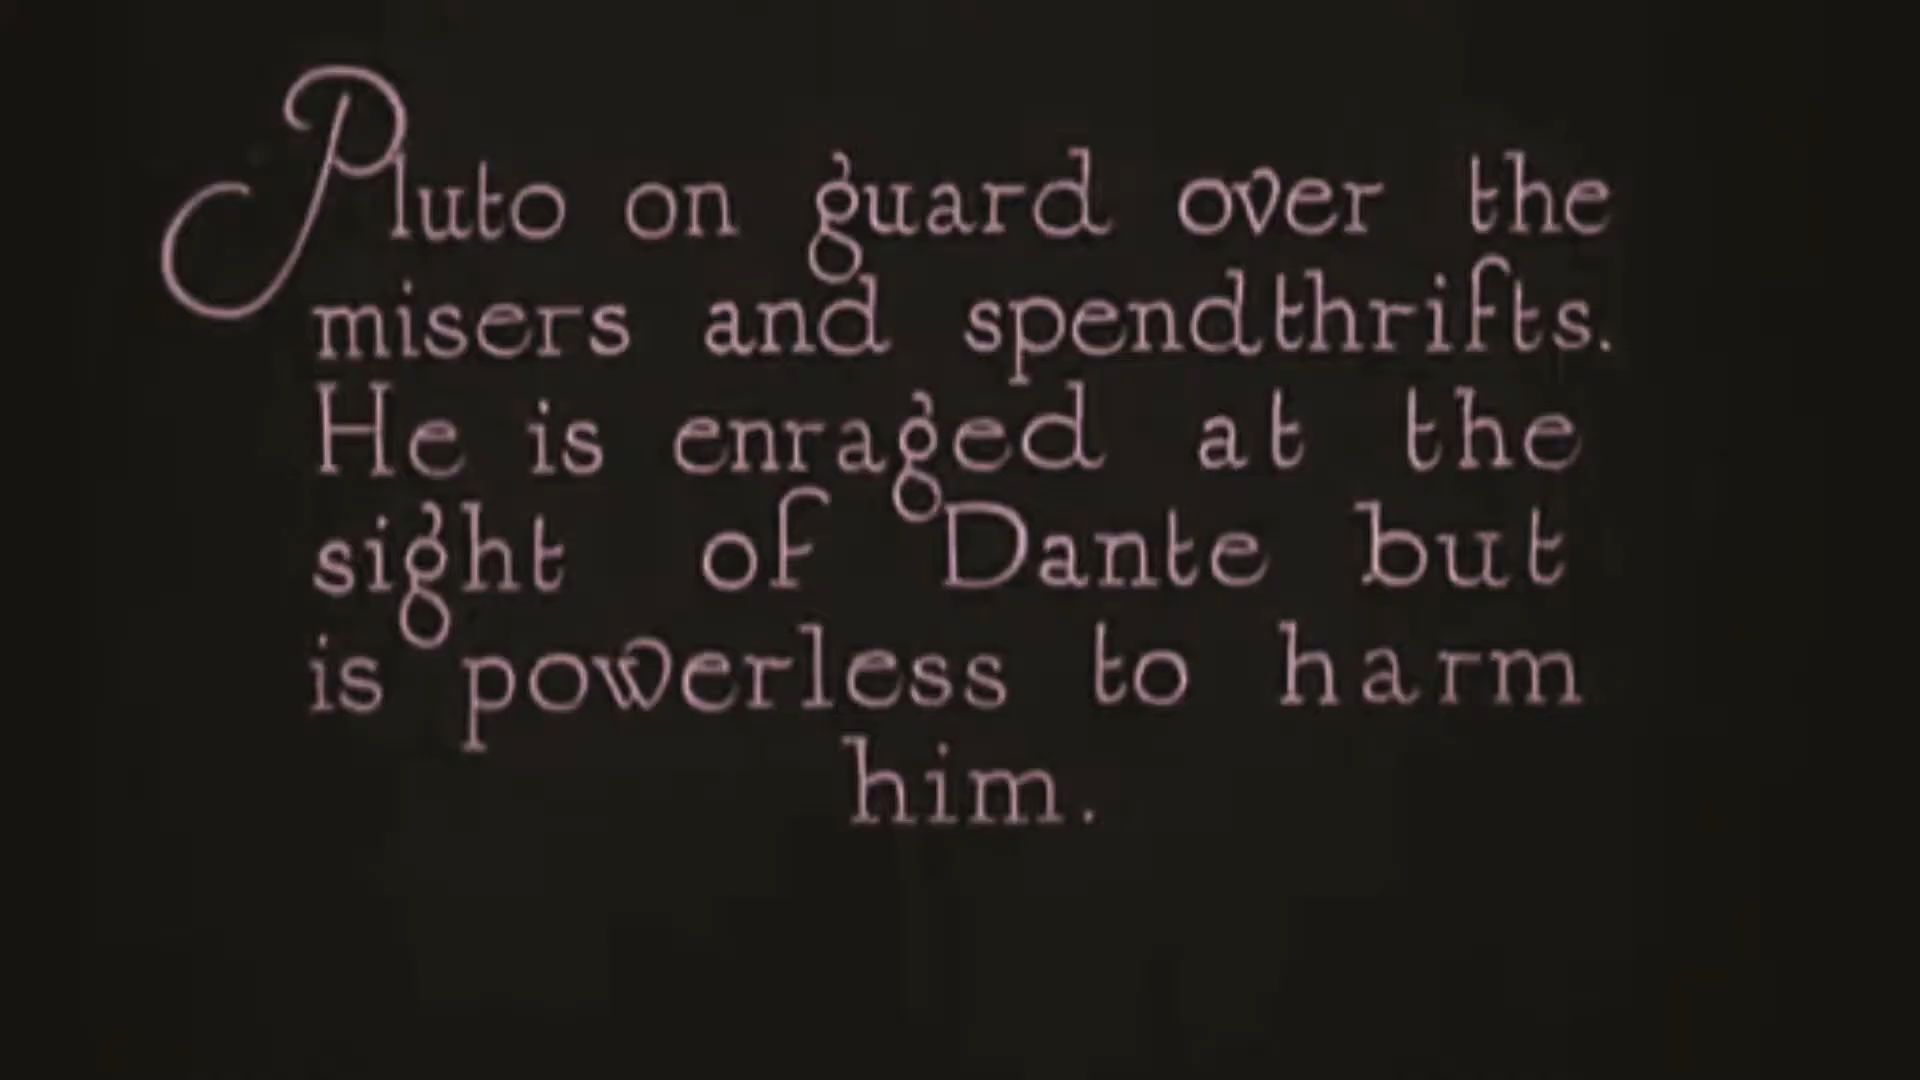 Pluto on guard over the
misers and spendthrifts.
He is enraged at the
sight of Dante but
is powerless to harm
him.